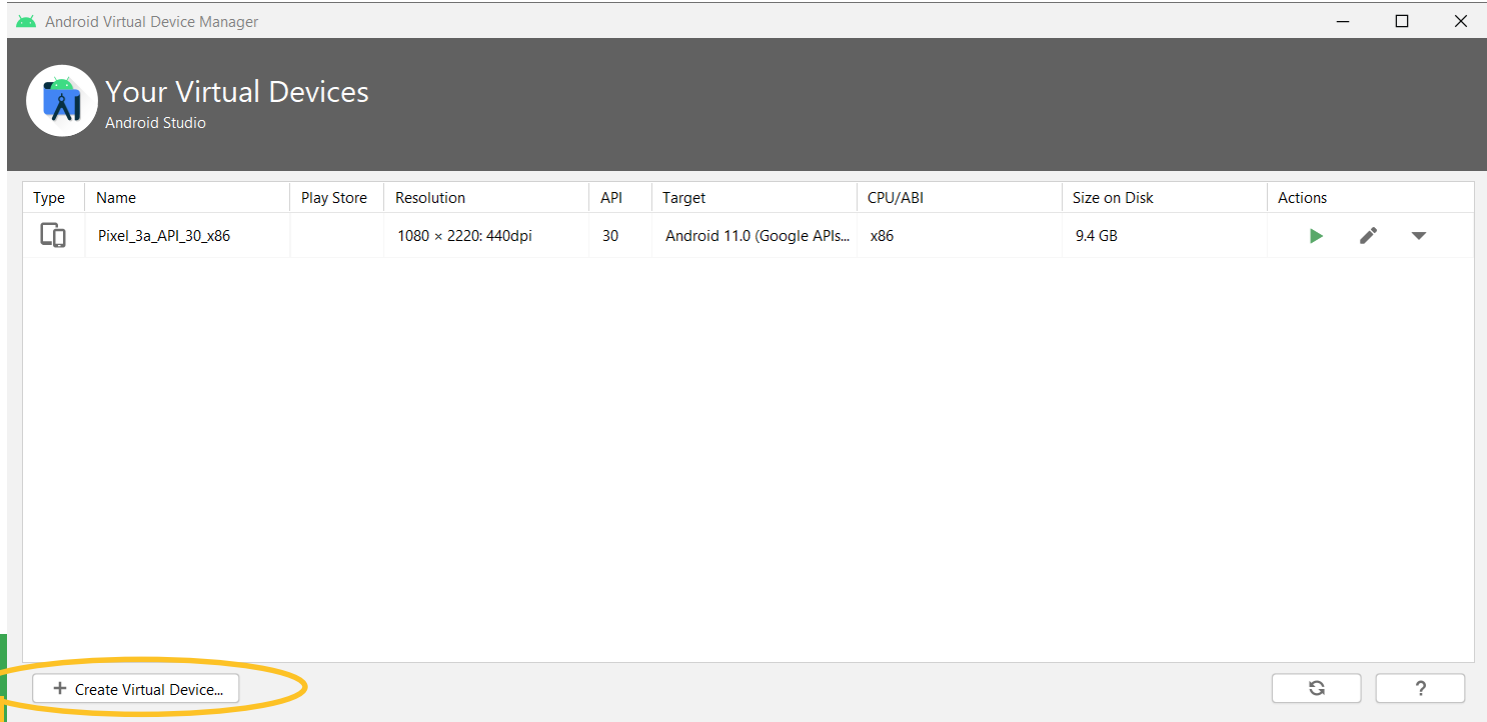 Android Virtual Device Manager
Your Virtual Devices
Android Studio
Type Name Play Store Resolution API Target CPU/ABI Size on Disk Actions
Pixel_3a_API_30_x86 1080 × 2220: 440dpi 30 Android 11.0 (Google APIs... x86 9.4 GB
+ Create Virtual Device... ?